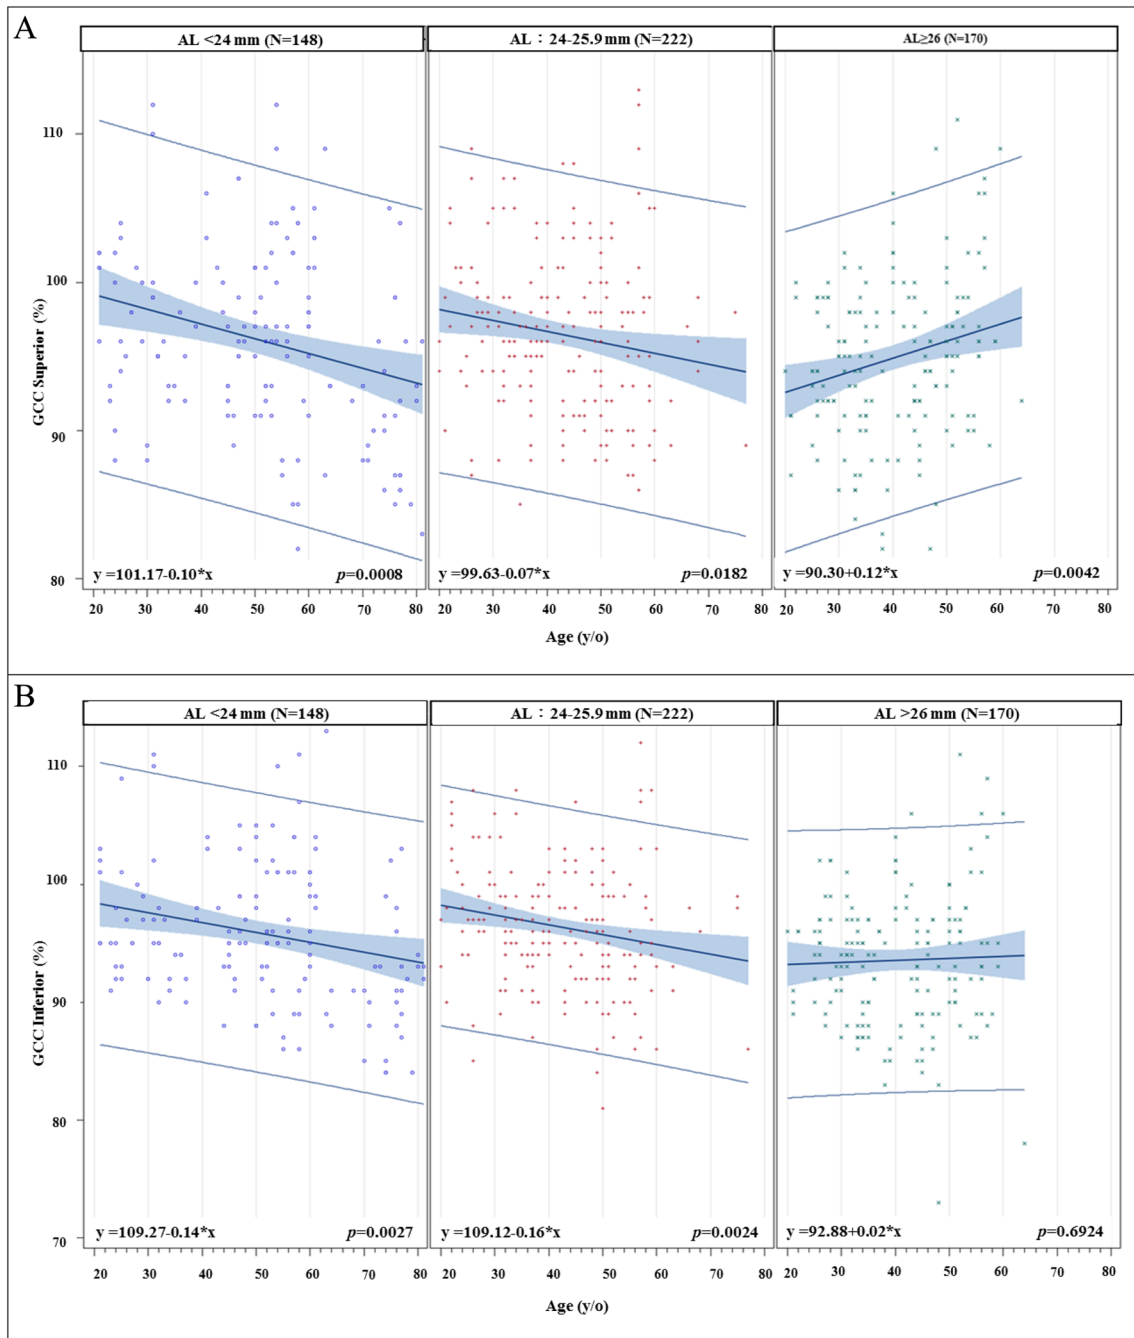 A
AL <24 mm (N=148)
AL：24-25.9 mm (N=222)
AL≥26 (N=170)
GCC Superior (%)
110
100
90
80
y =101.17-0.10*x
p=0.0008
y =99.63-0.07*x
p=0.0182
y =90.30+0.12*x
p=0.0042
20 30 40 50 60 70 80
20 30 40 50 60 70 80
20 30 40 50 60 70 80
Age (y/o)
B
AL <24 mm (N=148)
AL：24-25.9 mm (N=222)
AL >26 mm (N=170)
GCC Inferior (%)
110
100
90
80
70
y =109.27-0.14*x
p=0.0027
y =109.12-0.16*x
p=0.0024
y =92.88+0.02*x
p=0.6924
20 30 40 50 60 70 80
20 30 40 50 60 70 80
20 30 40 50 60 70 80
Age (y/o)